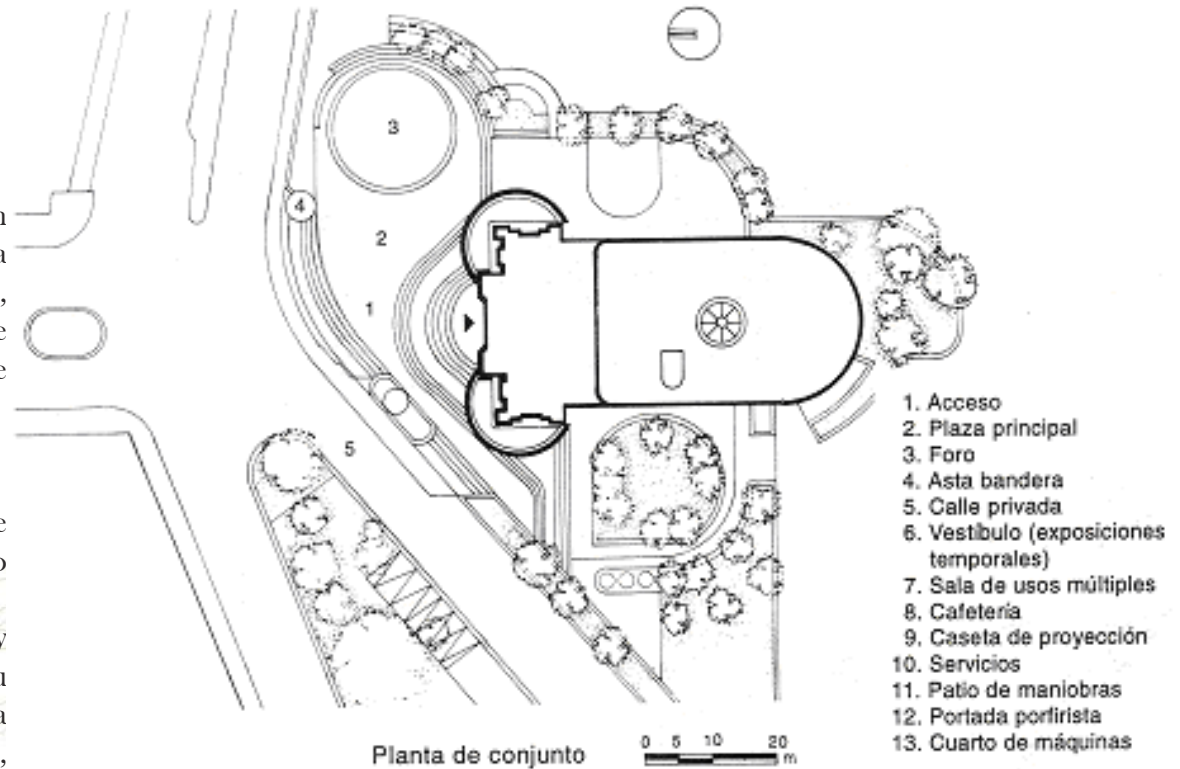 3
4
2
1
5
1. Acceso
2. Plaza principal
3. Foro
4. Asta bandera
5. Calle privada
6. Vestíbulo (exposiciones
temporales)
7. Sala de usos múltiples
8. Cafetería
9. Caseta de proyección
10. Servicios
11. Patio de maniobras
12. Portada porfirista
13. Cuarto de máquinas
Planta de conjunto
0 5 10 20
m